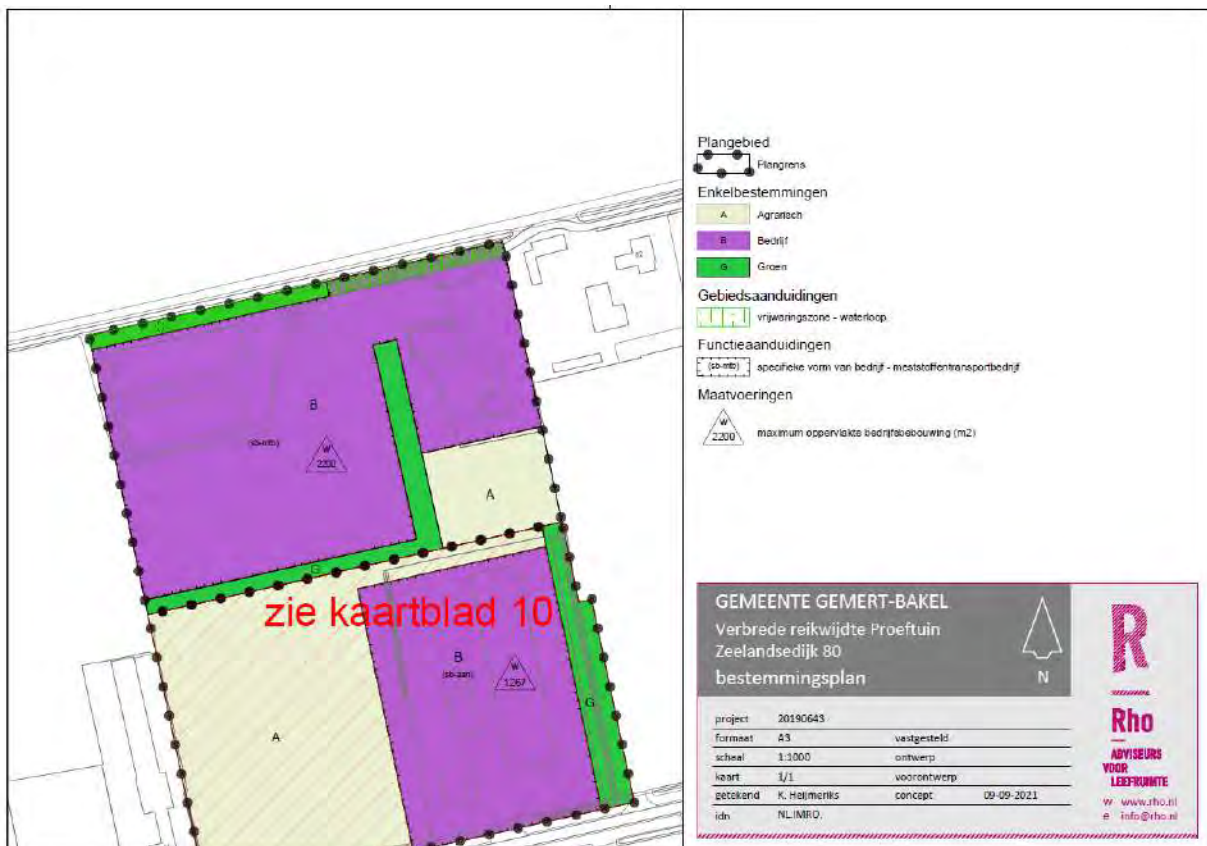 B
(sb-mtb)
W
2200
A
G
zie kaartblad 10
B
(sb-aan)
W
1267
A
G
Plangebied
Plangrens
Enkelbestemmingen
A Agrarisch
B Bedrijf
G Groen
Gebiedsaanduidingen
vrijwaringszone - waterloop
Functieaanduidingen
(sb-mtb) specifieke vorm van bedrijf - meststoffentransportbedrijf
Maatvoeringen
W
2200 maximum oppervlakte bedrijfsbebouwing (m2)
GEMEENTE GEMERT-BAKEL
Verbrede reikwijdte Proeftuin
Zeelandsedijk 80
bestemmingsplan
N
project 20190643
formaat A3 vastgesteld
schaal 1:1000 ontwerp
kaart 1/1 voorontwerp
getekend K. Heijmeriks concept 09-09-2021
idn NL.IMRO.
R
Rho
ADVISEURS
VOOR
LEEFRUIMTE
w www.rho.nl
e info@rho.nl